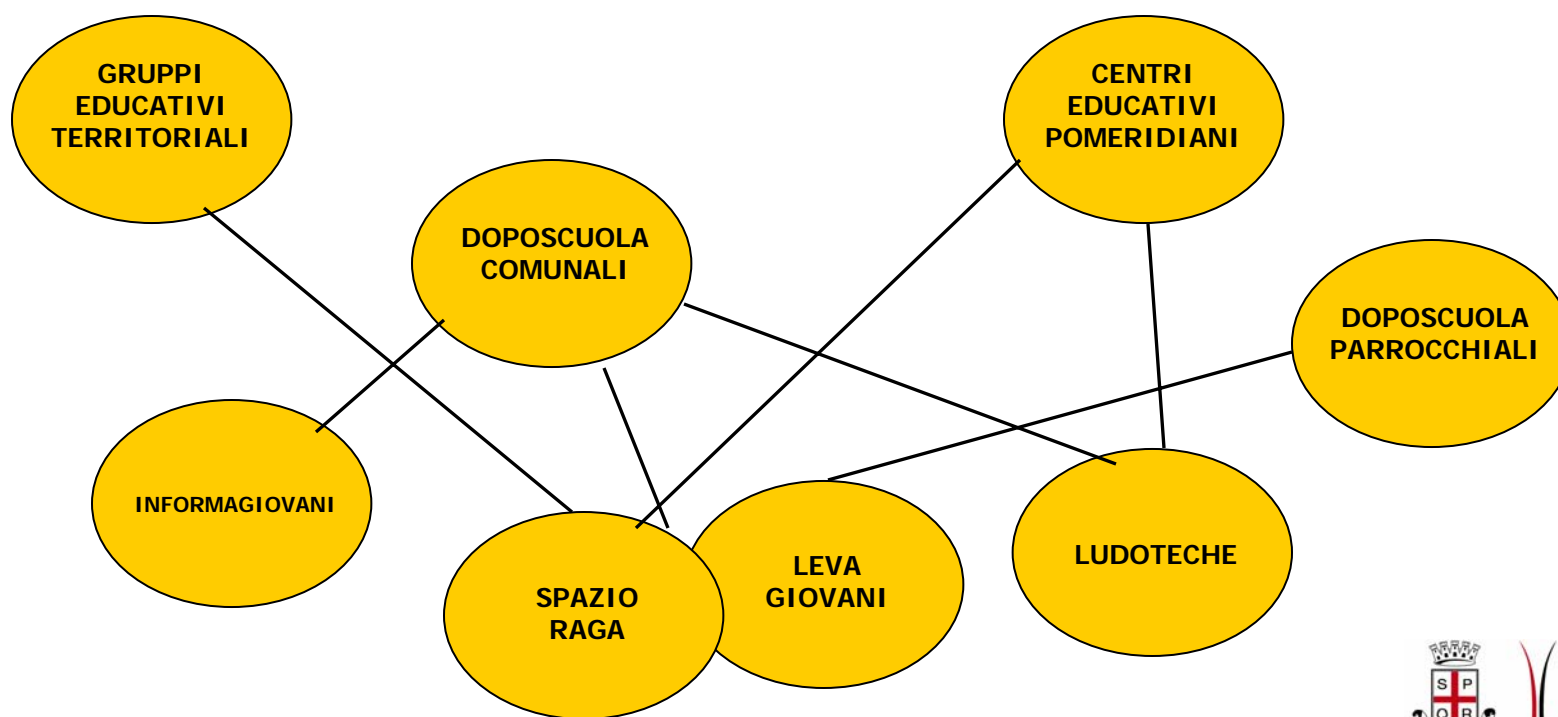 GRUPPI
EDUCATIVI
TERRITORIALI
CENTRI
EDUCATIVI
POMERIDIANI
DOPOSCUOLA
COMUNALI
DOPOSCUOLA
PARROCCHIALI
INFORMAGIOVANI
SPAZIO
RAGA
LEVA
GIOVANI
LUDOTECHE
S P
Q R